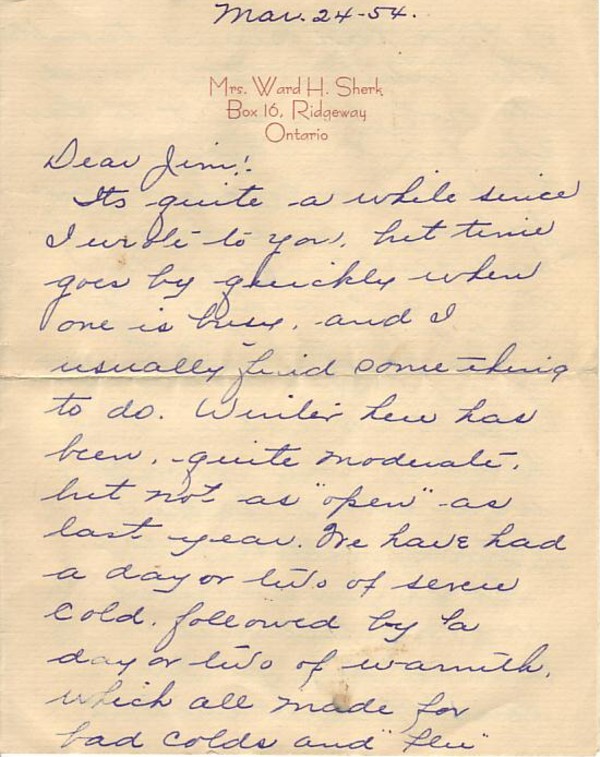 Mar. 24-54.
Mrs. Ward H. Sherk
Box 16, Ridgeway
Ontario
Dear Jim!
Its quite a while since
I wrote to you, but time
goes by quickly when
one is busy, and I
usually find something
to do. Winter here has
been, quite moderate,
but not as "open" as
last year. We have had
a day or two of severe
cold, followed by a
day or two of warmth,
which all made for
bad colds and "flu"